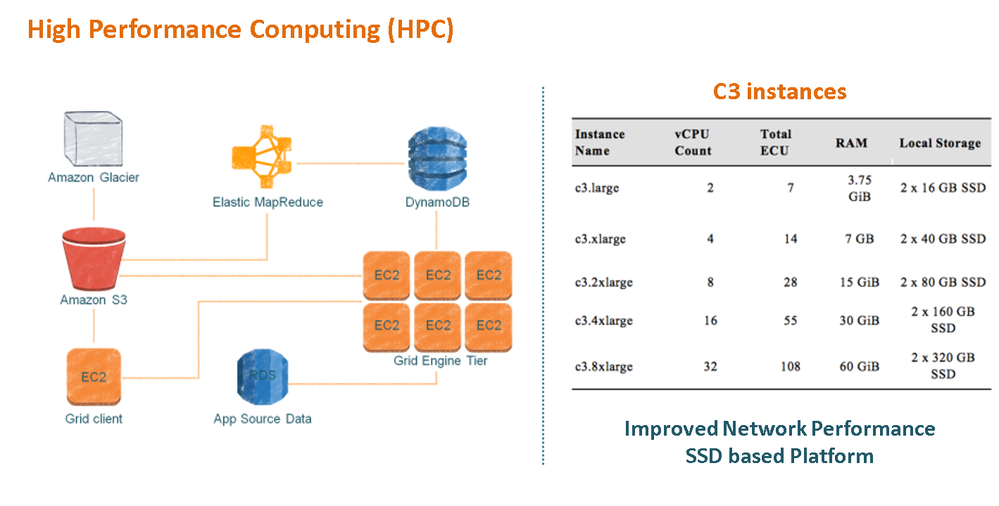 High Performance Computing (HPC)
Amazon Glacier
Elastic MapReduce
DynamoDB
Amazon S3
EC2 EC2 EC2
EC2 EC2 EC2
Grid Engine Tier
EC2
Grid client
RDS
App Source Data
C3 instances
Instance Name vCPU Count Total ECU RAM Local Storage
c3.large 2 7 3.75 GiB 2 x 16 GB SSD
c3.xlarge 4 14 7 GB 2 x 40 GB SSD
c3.2xlarge 8 28 15 GiB 2 x 80 GB SSD
c3.4xlarge 16 55 30 GiB 2 x 160 GB SSD
c3.8xlarge 32 108 60 GiB 2 x 320 GB SSD
Improved Network Performance
SSD based Platform